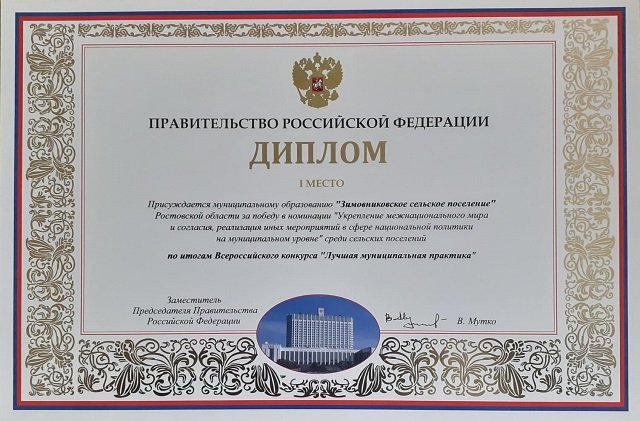 ПРАВИТЕЛЬСТВО РОССИЙСКОЙ ФЕДЕРАЦИИ
ДИПЛОМ
I МЕСТО
Присуждается муниципальному образованию "Зимовниковское сельское поселение"
Ростовской области за победу в номинации "Укрепление межнационального мира
и согласия, реализация иных мероприятий в сфере национальной политики
на муниципальном уровне" среди сельских поселений
по итогам Всероссийского конкурса "Лучшая муниципальная практика"
Заместитель
Председателя Правительства
Российской Федерации
В. Мутко